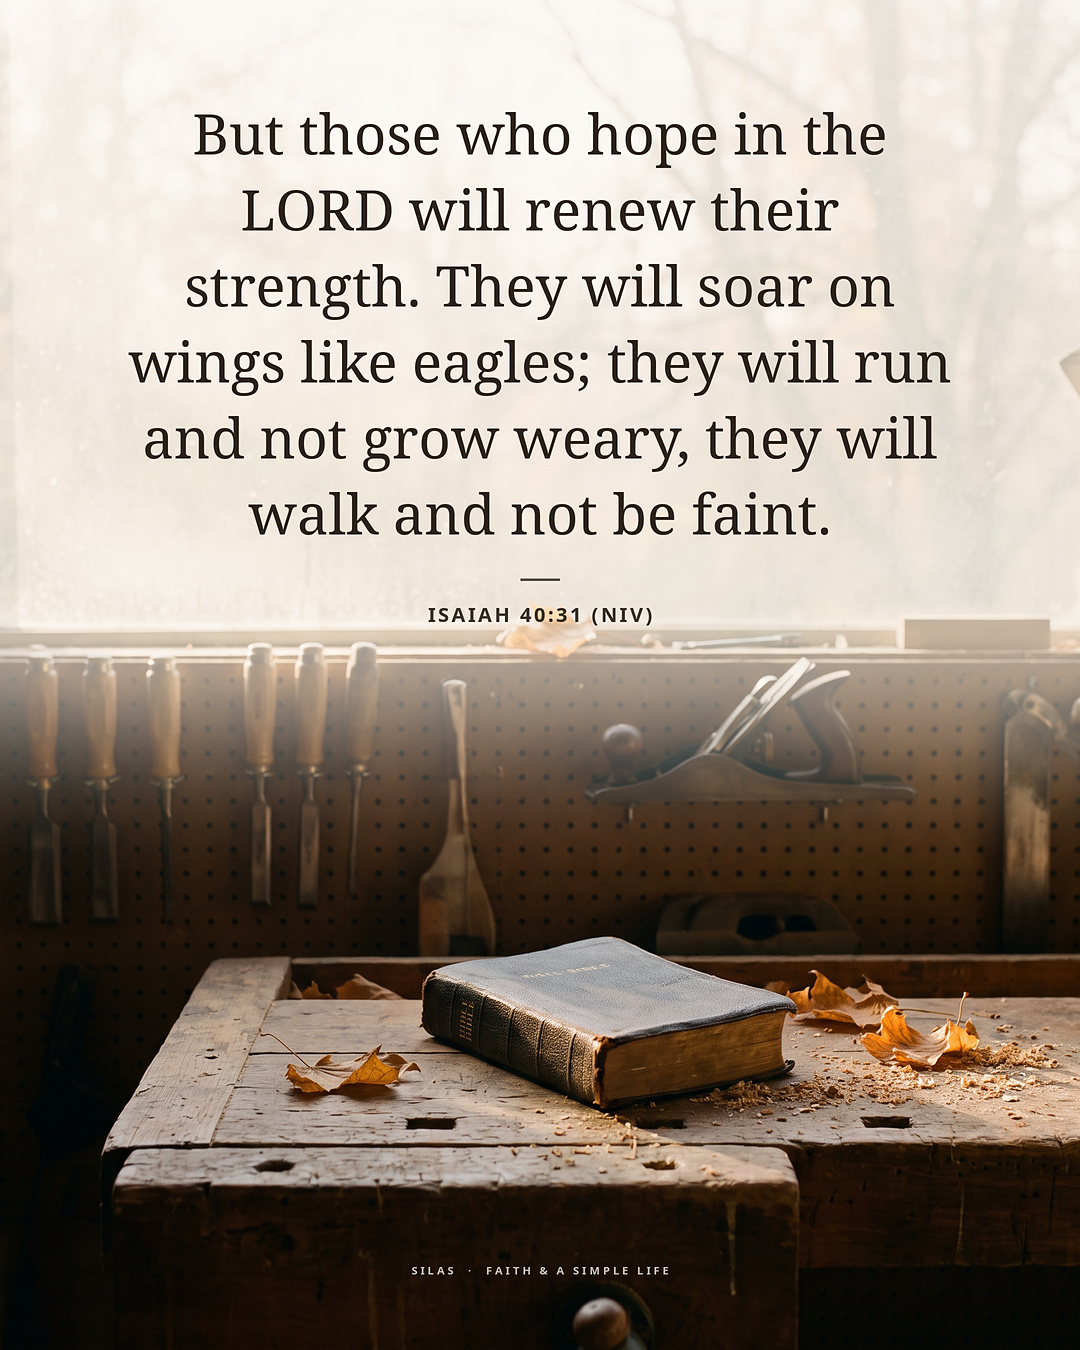 But those who hope in the
LORD will renew their
strength. They will soar on
wings like eagles; they will run
and not grow weary, they will
walk and not be faint.
ISAIAH 40:31 (NIV)
SILAS · FAITH & A SIMPLE LIFE